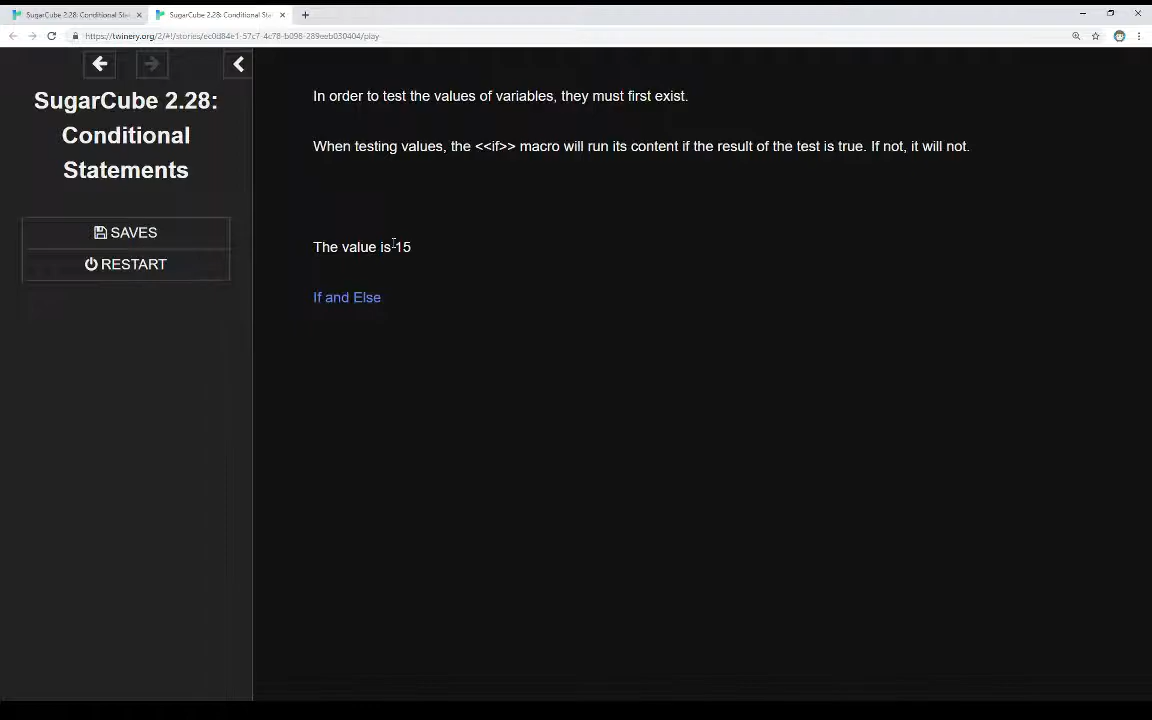 SugarCube 2.28: Conditional Sta
SugarCube 2.28: Conditional Sta
https://twinery.org/2/#!/stories/ec0d84e1-57c7-4c78-b098-289eeb030404/play
SugarCube 2.28:
Conditional
Statements
SAVES
RESTART
In order to test the values of variables, they must first exist.
When testing values, the <<if>> macro will run its content if the result of the test is true. If not, it will not.
The value is 15
If and Else